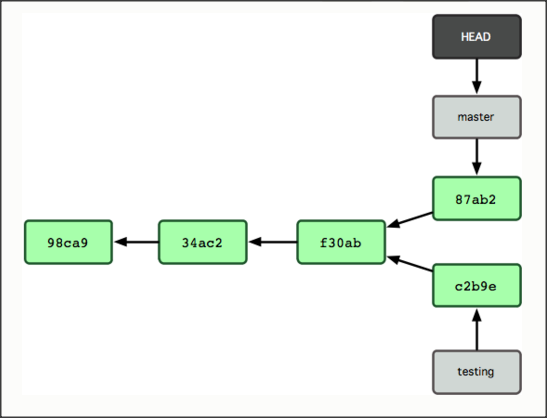 HEAD
master
87ab2
98ca9
34ac2
f30ab
c2b9e
testing